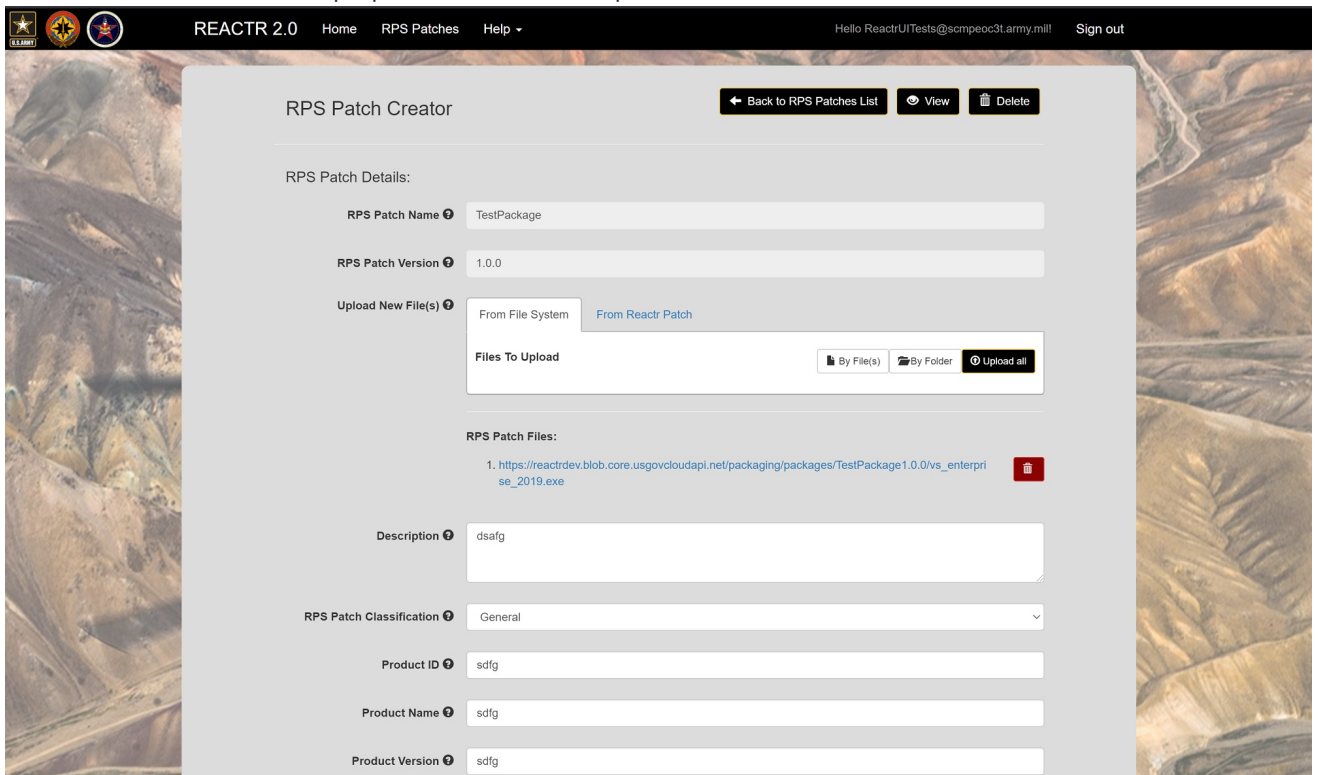 U.S.ARMY
REACTR 2.0 Home RPS Patches Help Hello ReactrUITests@scmpeoc3t.army.mil! Sign out
RPS Patch Creator
Back to RPS Patches List View Delete
RPS Patch Details:
RPS Patch Name TestPackage
RPS Patch Version 1.0.0
Upload New File(s) From File System From Reactr Patch
Files To Upload By File(s) By Folder Upload all
RPS Patch Files:
1. https://reactrdev.blob.core.usgovcloudapi.net/packaging/packages/TestPackage1.0.0/vs_enterpri
se_2019.exe
Description dsafg
RPS Patch Classification General
Product ID sdfg
Product Name sdfg
Product Version sdfg